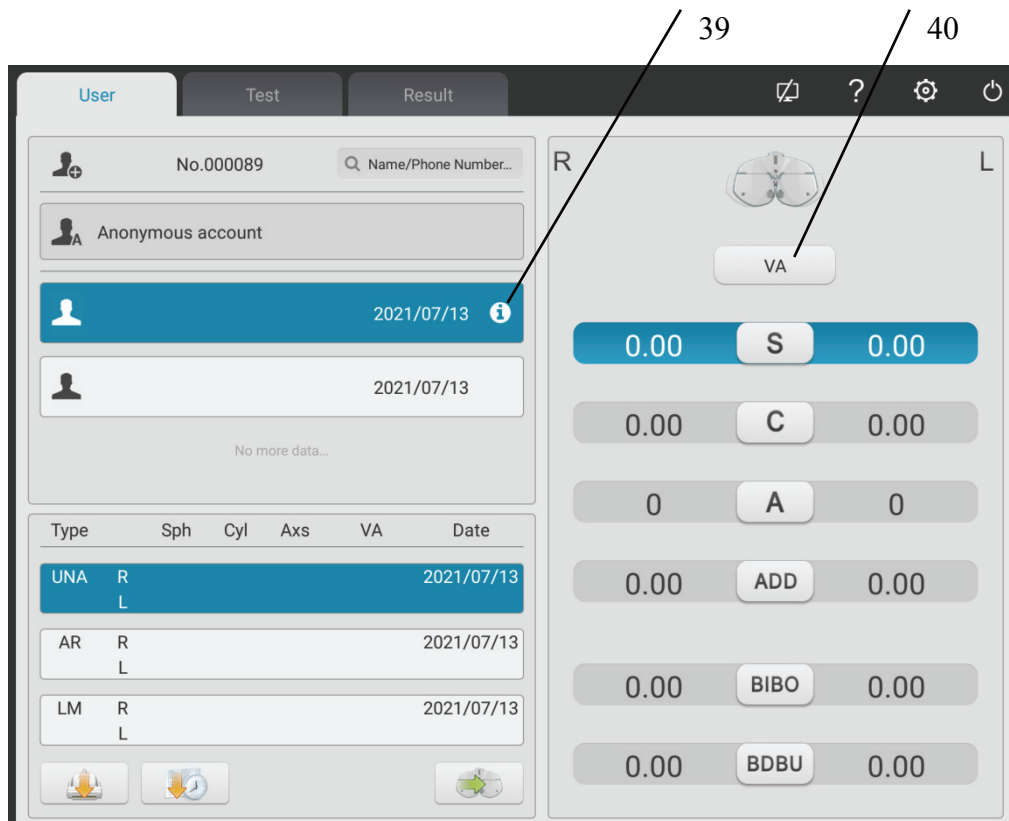 39 40
User Test Result ?
No.000089 Name/Phone Number...
A Anonymous account
2021/07/13 i
2021/07/13
No more data...
Type Sph Cyl Axs VA Date
UNA R 2021/07/13
L
AR R 2021/07/13
L
LM R 2021/07/13
L
R L
VA
0.00 S 0.00
0.00 C 0.00
0 A 0
0.00 ADD 0.00
0.00 BIBO 0.00
0.00 BDBU 0.00